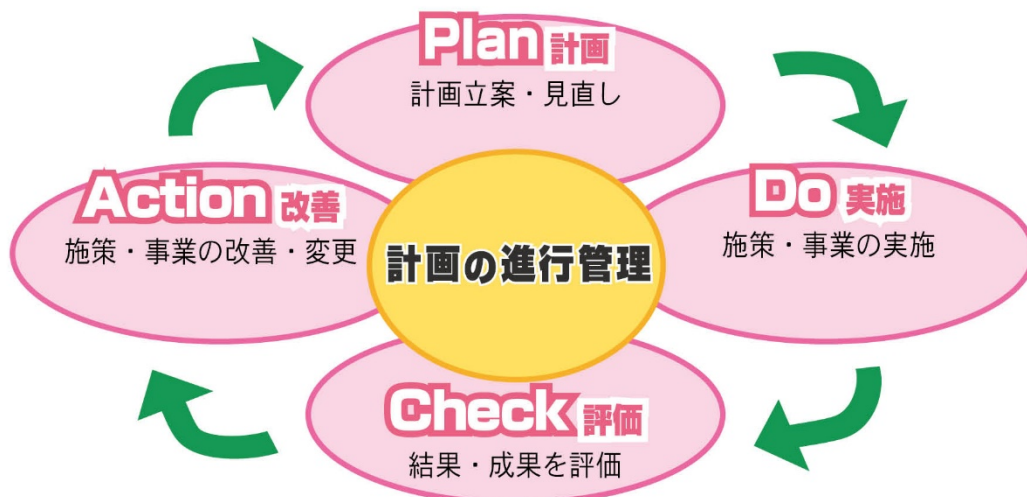 Plan 計画
計画立案・見直し
Do 実施
施策・事業の実施
Check 評価
結果・成果を評価
Action 改善
施策・事業の改善・変更
計画の進行管理